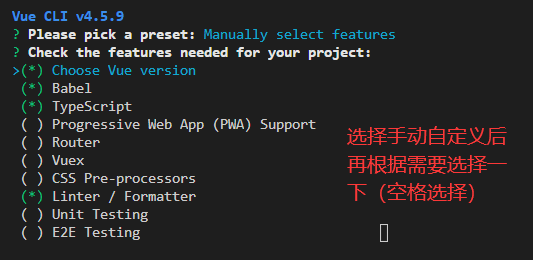 Vue CLI v4.5.9
? Please pick a preset: Manually select features
? Check the features needed for your project:
>(*) Choose Vue version
(*) Babel
(*) TypeScript
( ) Progressive Web App (PWA) Support
( ) Router
( ) Vuex
( ) CSS Pre-processors
(*) Linter / Formatter
( ) Unit Testing
( ) E2E Testing
选择手动自定义后
再根据需要选择一
下（空格选择）